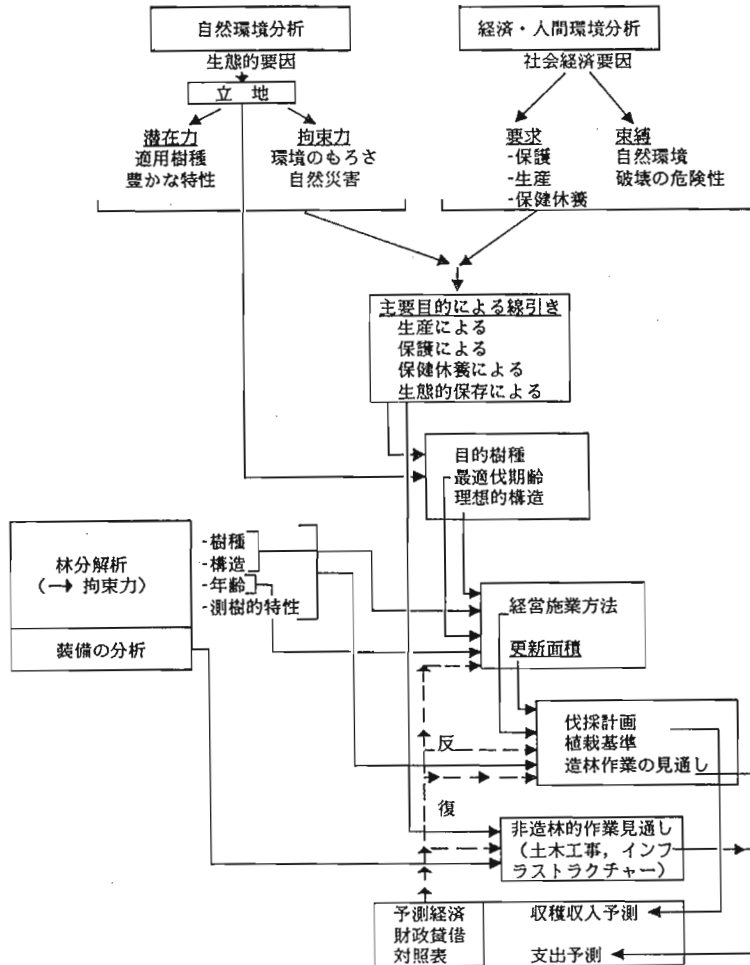 自然環境分析
経済・人間環境分析
生態的要因
社会経済要因
立　地
潜在力
適用樹種
豊かな特性
拘束力
環境のもろさ
自然災害
要求
-保護
-生産
-保健休養
束縛
自然環境
破壊の危険性
主要目的による線引き
生産による
保護による
保健休養による
生態的保存による
目的樹種
最適伐期齢
理想的構造
林分解析
(→ 拘束力)
-樹種
-構造
-年齢
-測樹的特性
装備の分析
経営施業方法
更新面積
伐採計画
植栽基準
造林作業の見通し
反
復
非造林的作業見通し
(土木工事，インフ
ラストラクチャー)
予測経済
財政貸借
対照表
収穫収入予測
支出予測